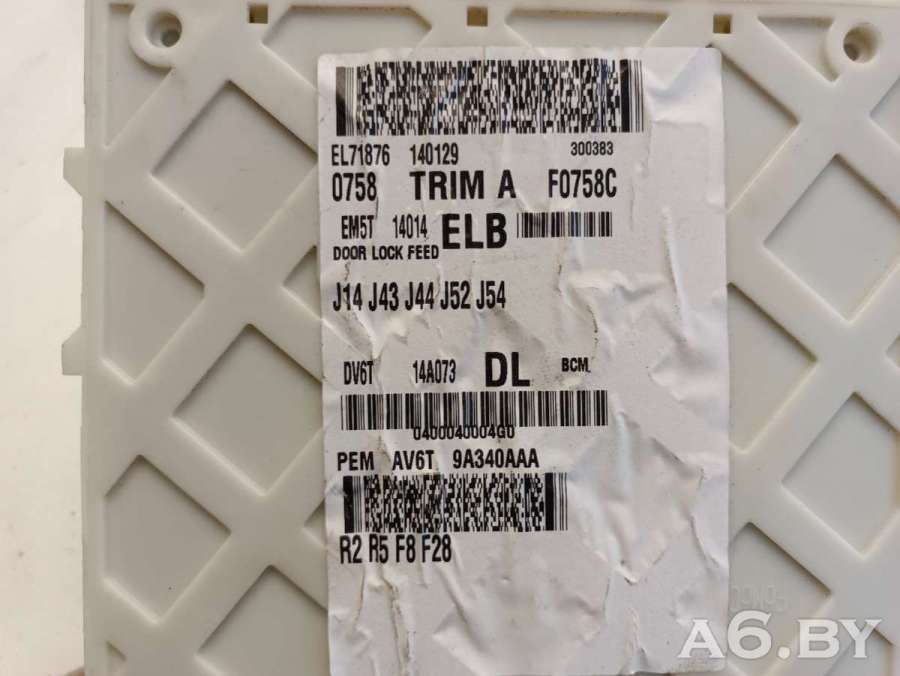 EL71876 140129 300383
0758 TRIM A F0758C
EM5T 14014 ELB
DOOR LOCK FEED
J14 J43 J44 J52 J54
DV6T 14A073 DL BCM
0400040004G0
PEM AV6T 9A340AAA
R2 R5 F8 F28
A6.BY